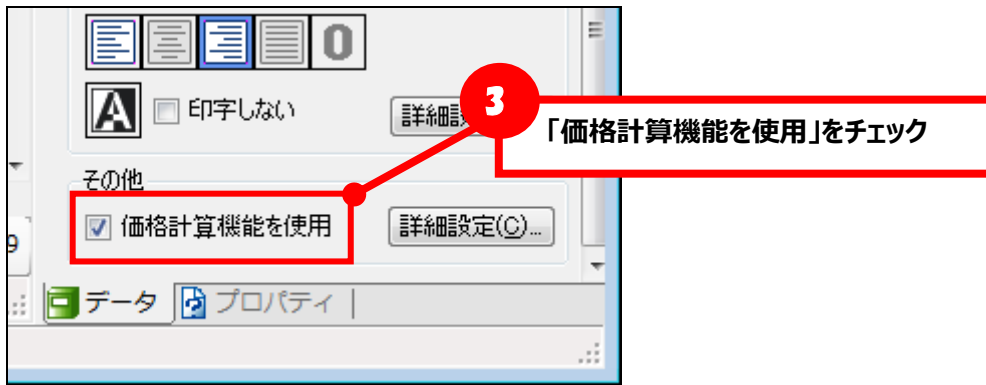 0
A
印字しない
詳細設
3
「価格計算機能を使用」をチェック
その他
価格計算機能を使用
詳細設定(C)...
9
データ
プロパティ